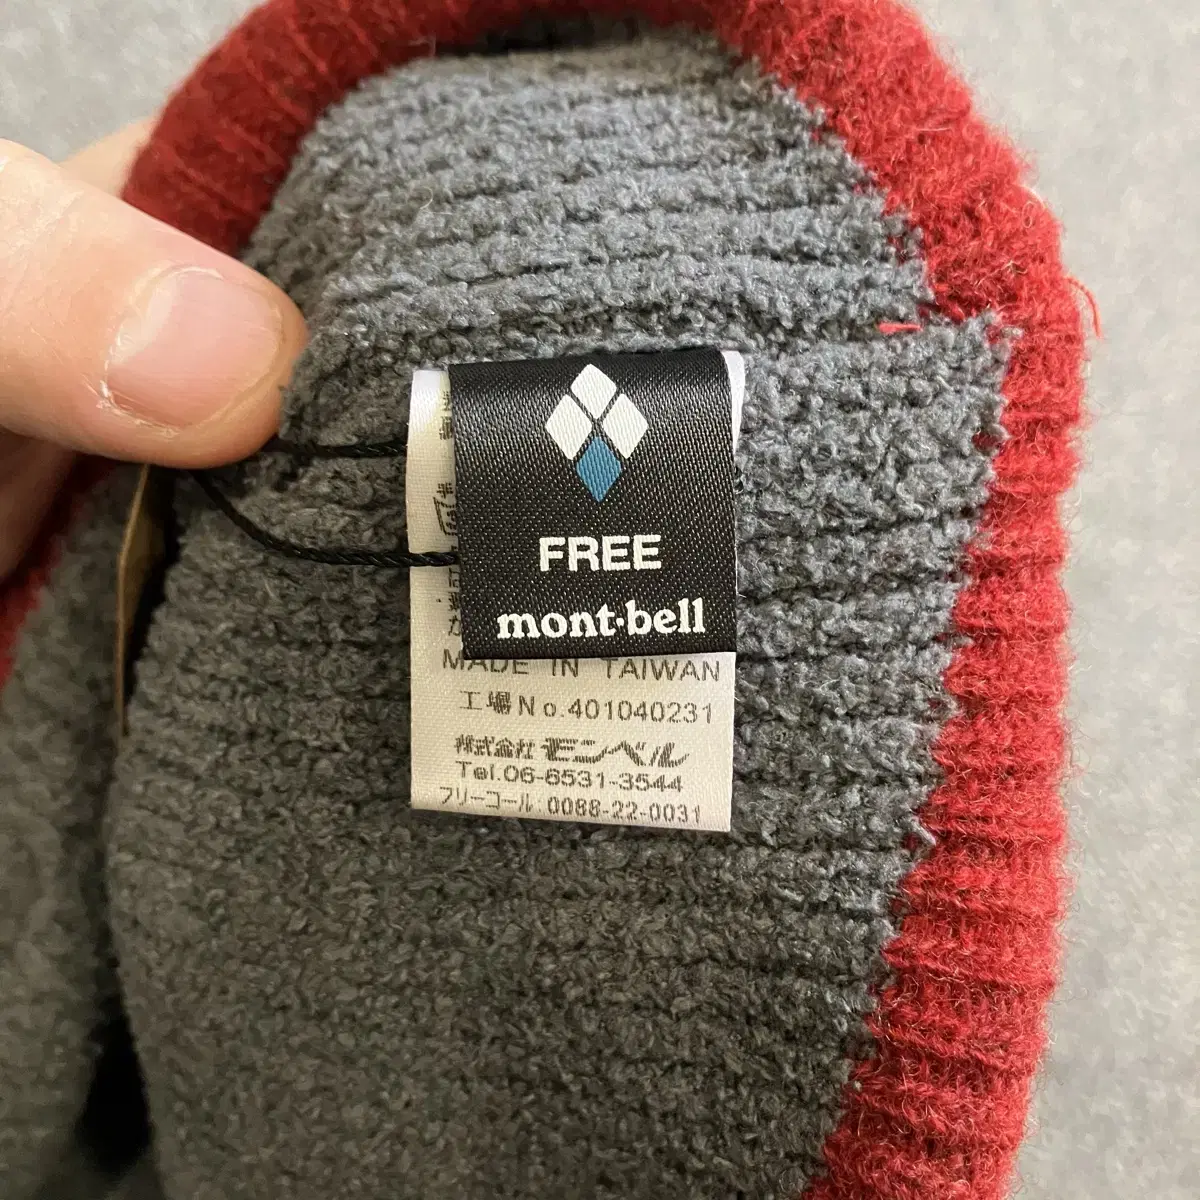 FREE
mont·bell
MADE IN TAIWAN
工場No.401040231
株式会社モンベル
Tel.06-6531-3544
フリーコール:0088-22-0031